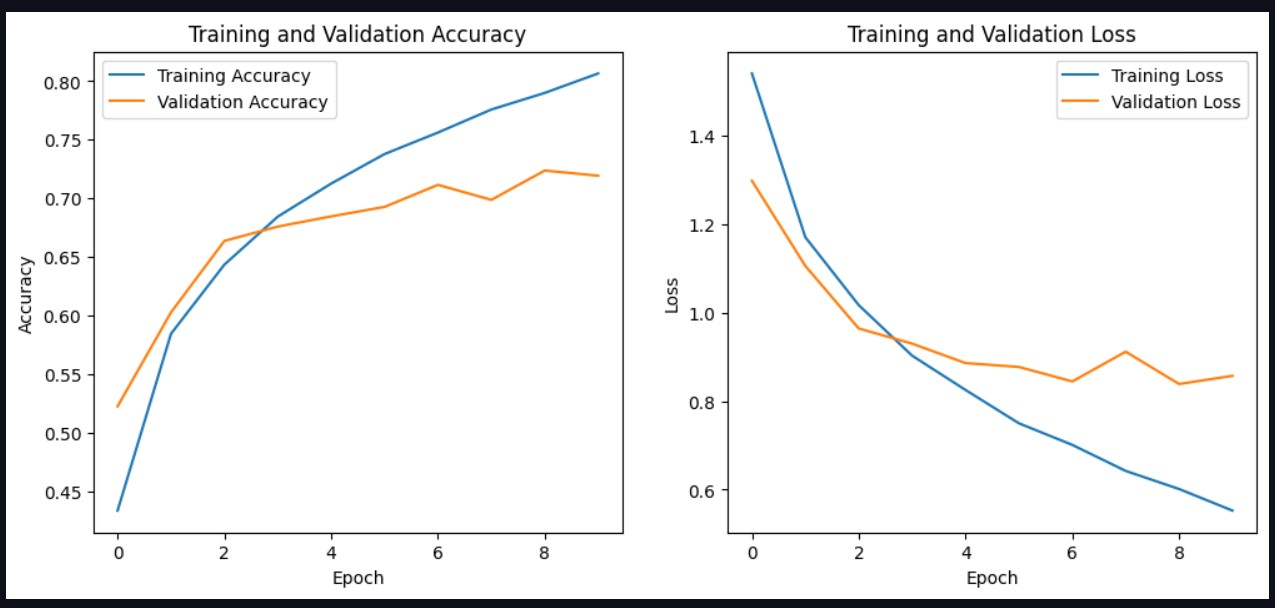 Training and Validation Accuracy
Training Accuracy
Validation Accuracy
Accuracy
0.80
0.75
0.70
0.65
0.60
0.55
0.50
0.45
0 2 4 6 8
Epoch
Training and Validation Loss
Training Loss
Validation Loss
Loss
1.4
1.2
1.0
0.8
0.6
0 2 4 6 8
Epoch